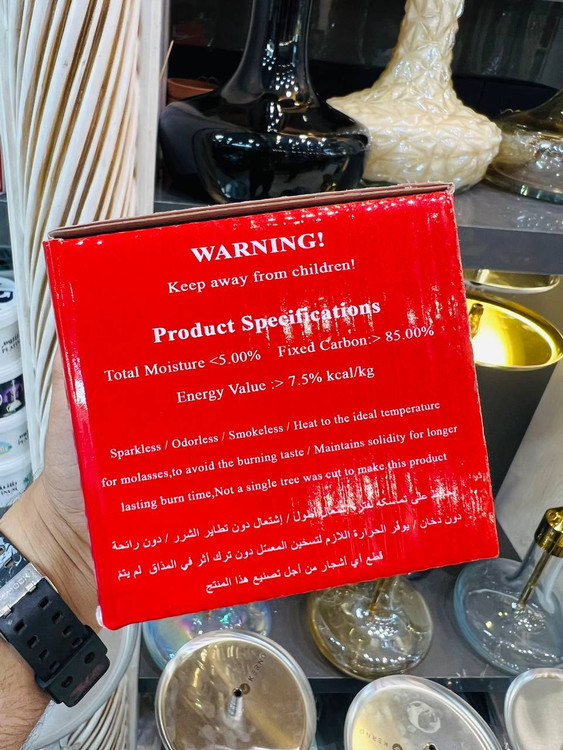 WARNING!
Keep away from children!
Product Specifications
Total Moisture <5.00% Fixed Carbon:> 85.00%
Energy Value :> 7.5% kcal/kg
Sparkless / Odorless / Smokeless / Heat to the ideal temperature
for molasses,to avoid the burning taste / Maintains solidity for longer
lasting burn time,Not a single tree was cut to make this product
على تمسكه أطول / إشتعال دون تطاير الشرر / دون رائحة
دون دخان / يوفر الحرارة اللازم لتسخين المعسل دون ترك أثر في المذاق لم يتم
قطع أي أشجار من أجل تصنيع هذا المنتج